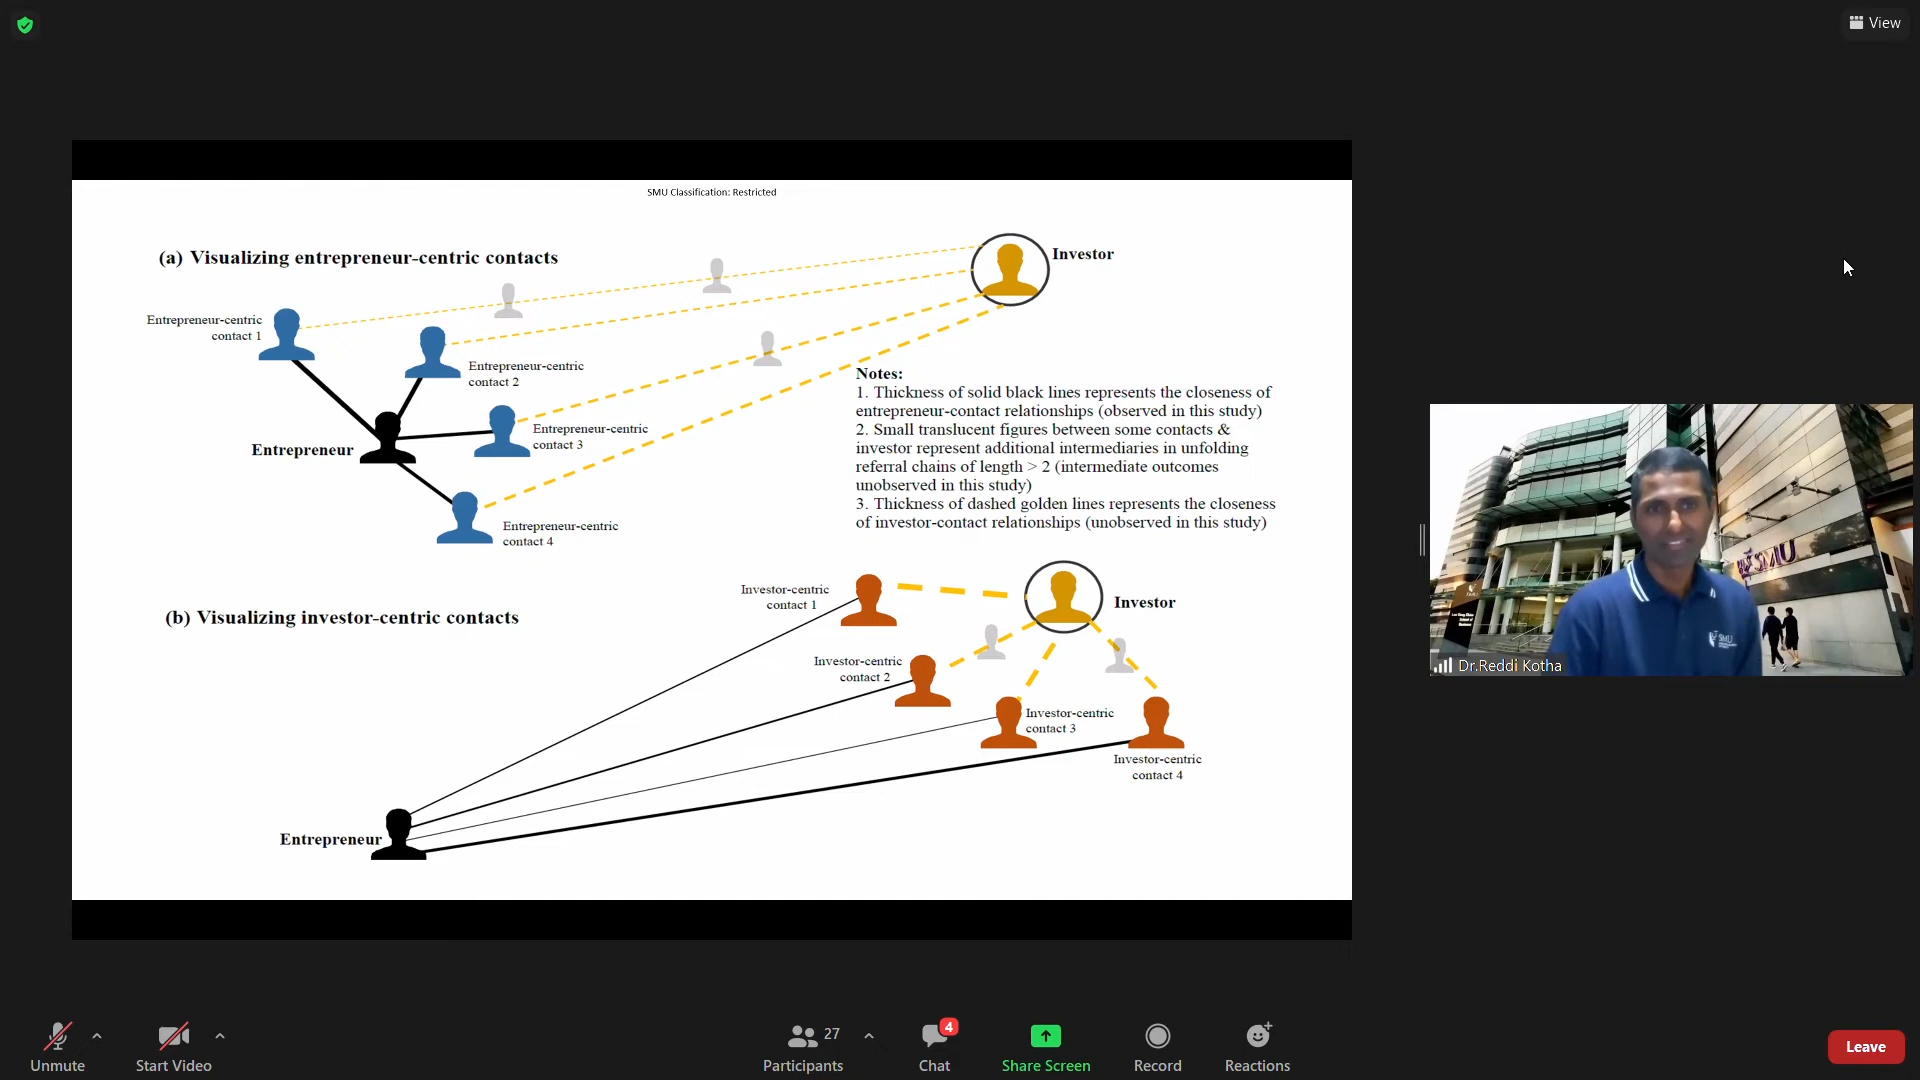 View
SMU Classification: Restricted
(a) Visualizing entrepreneur-centric contacts
Investor
Entrepreneur-centric
contact 1
Entrepreneur-centric
contact 2
Entrepreneur-centric
contact 3
Entrepreneur
Entrepreneur-centric
contact 4
Notes:
1. Thickness of solid black lines represents the closeness of
entrepreneur-contact relationships (observed in this study)
2. Small translucent figures between some contacts &
investor represent additional intermediaries in unfolding
referral chains of length > 2 (intermediate outcomes
unobserved in this study)
3. Thickness of dashed golden lines represents the closeness
of investor-contact relationships (unobserved in this study)
(b) Visualizing investor-centric contacts
Investor-centric
contact 1
Investor
Investor-centric
contact 2
Investor-centric
contact 3
Investor-centric
contact 4
Entrepreneur
SMU
SMU
Dr.Reddi Kotha
Unmute
Start Video
27
Participants
4
Chat
Share Screen
Record
Reactions
Leave